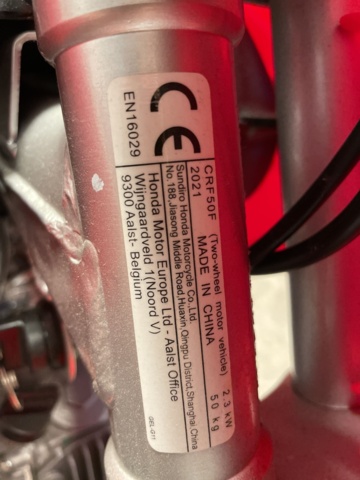 CE
EN16029
CRF50F (Two-wheel motor vehicle) 2.3 kW
2021 MADE IN CHINA 50 kg
Sundiro Honda Motorcycle Co.,Ltd.
No.188,Jiasong Middle Road,Huaxin,Qingpu District,Shanghai,China
Honda Motor Europe Ltd - Aalst Office
Wijngaardveld 1(Noord V)
9300 Aalst- Belgium